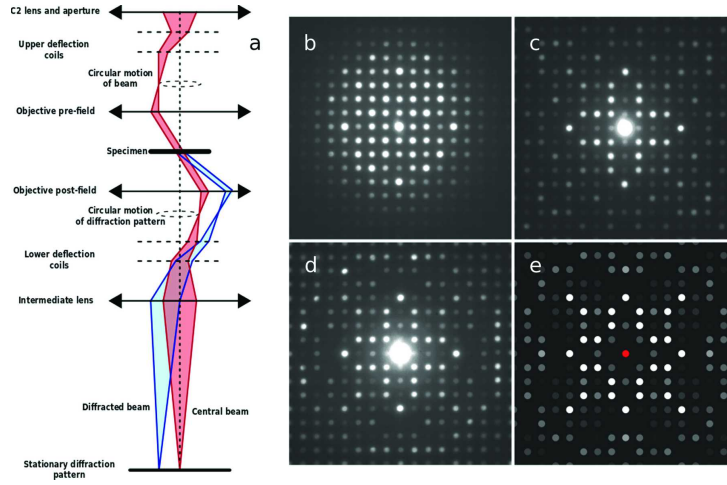 C2 lens and aperture
a
Upper deflection
coils
Circular motion
of beam
Objective pre-field
Specimen
Objective post-field
Circular motion
of diffraction pattern
Lower deflection
coils
Intermediate lens
Diffracted beam
Central beam
Stationary diffraction
pattern
b
c
d
e